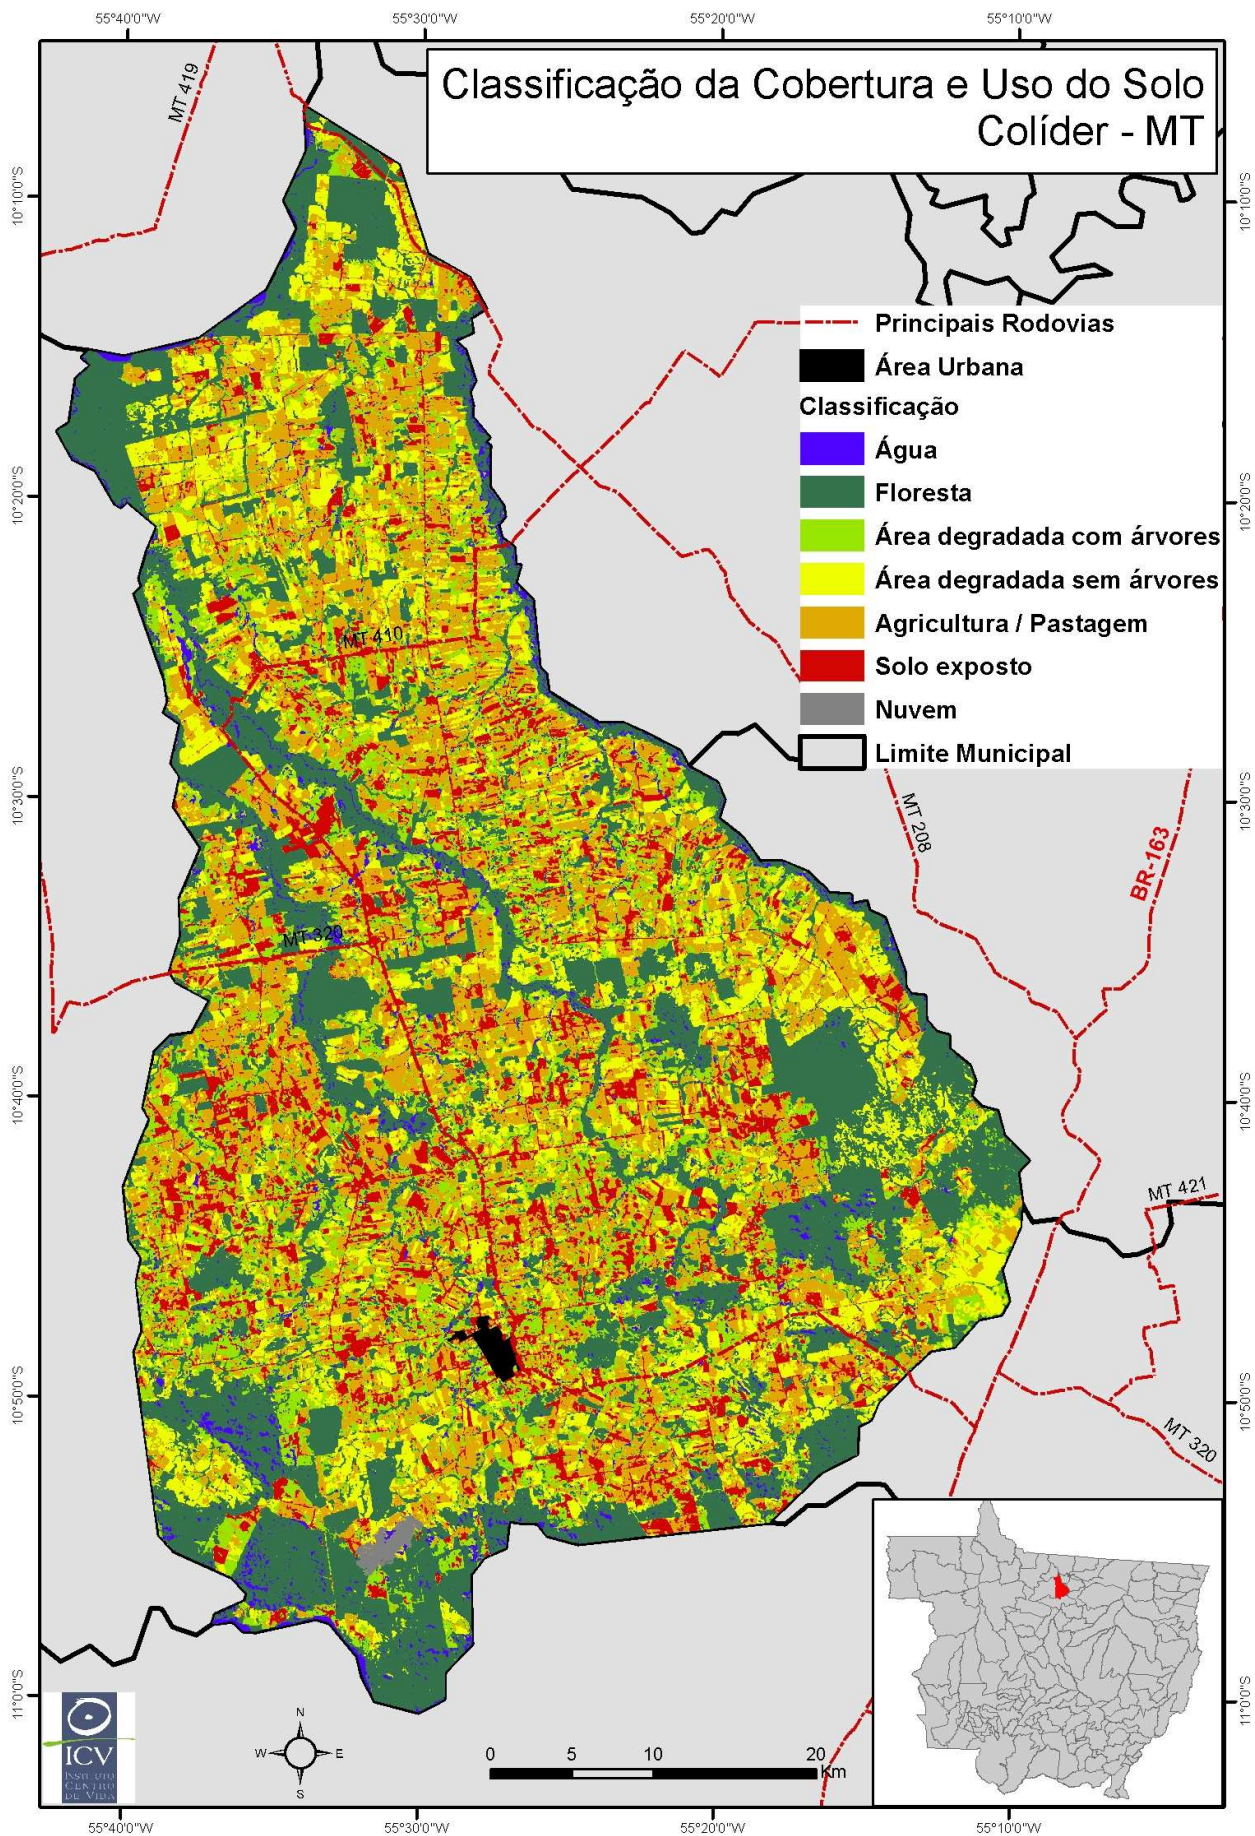 55°40'0"W
55°30'0"W
55°20'0"W
55°10'0"W
Classificação da Cobertura e Uso do Solo
Colíder - MT
MT 419
10°10'0"S
10°10'0"S
Principais Rodovias
Área Urbana
Classificação
Água
Floresta
Área degradada com árvores
Área degradada sem árvores
Agricultura / Pastagem
Solo exposto
Nuvem
Limite Municipal
10°20'0"S
10°20'0"S
MT 410
10°30'0"S
10°30'0"S
MT 208
BR-163
MT 320
10°40'0"S
10°40'0"S
MT 421
10°50'0"S
10°50'0"S
MT 320
11°0'0"S
11°0'0"S
ICV
INSTITUTO
CENTRO
DE VIDA
N
W
E
S
0
5
10
20
Km
55°40'0"W
55°30'0"W
55°20'0"W
55°10'0"W